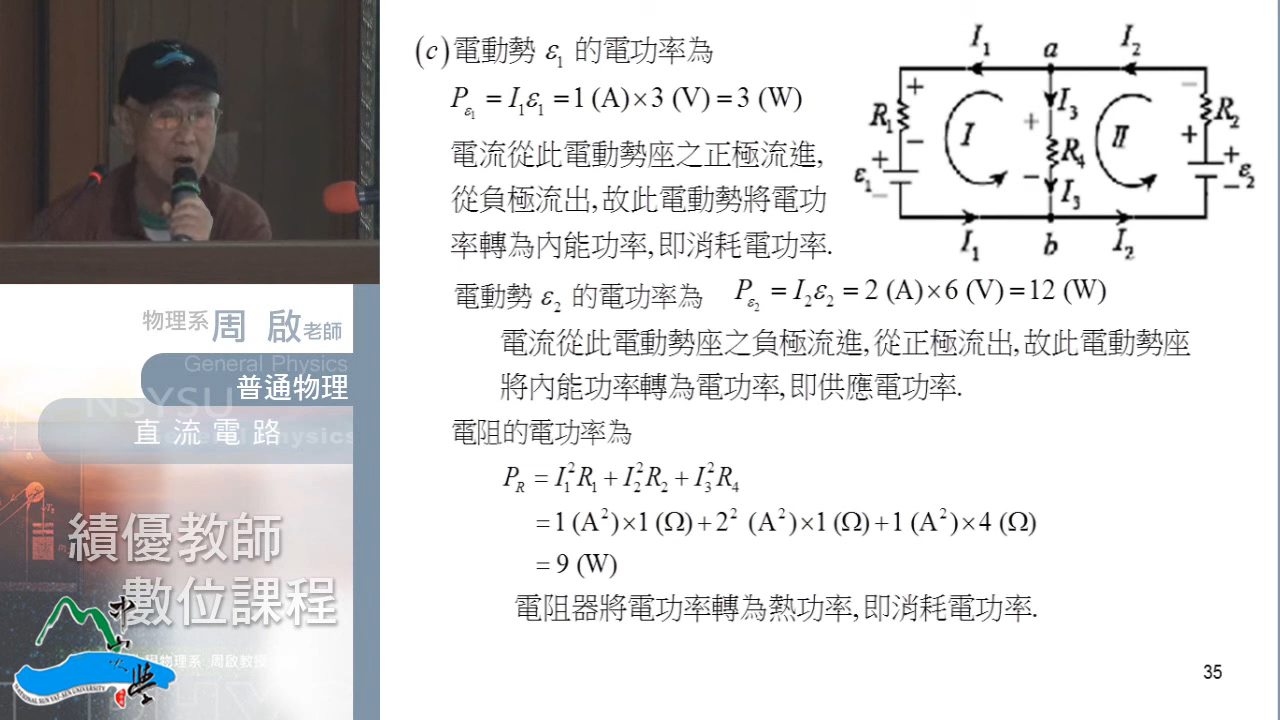 (c) 電動勢 ε₁ 的電功率為
P_ε₁ = I₁ε₁ = 1 (A)×3 (V) = 3 (W)
電流從此電動勢座之正極流進,
從負極流出,故此電動勢將電功
率轉為內能功率,即消耗電功率.
電動勢 ε₂ 的電功率為 P_ε₂ = I₂ε₂ = 2 (A)×6 (V) = 12 (W)
電流從此電動勢座之負極流進,從正極流出,故此電動勢座
將內能功率轉為電功率,即供應電功率.
電阻的電功率為
P_R = I₁²R₁ + I₂²R₂ + I₃²R₄
= 1 (A²)×1 (Ω) + 2² (A²)×1 (Ω) + 1 (A²)×4 (Ω)
= 9 (W)
電阻器將電功率轉為熱功率,即消耗電功率.
35
I₁ a I₂
+ I₃ −
R₁ + R₂
− I R₄ II +
ε₁ + − + ε₂
− I₃ −
I₁ b I₂
物理系 周 啟 老師
General Physics
普通物理
NSYSU
直流電路
績優教師
數位課程
中山大學
NATIONAL SUN YAT-SEN UNIVERSITY
物理系 周啟教授